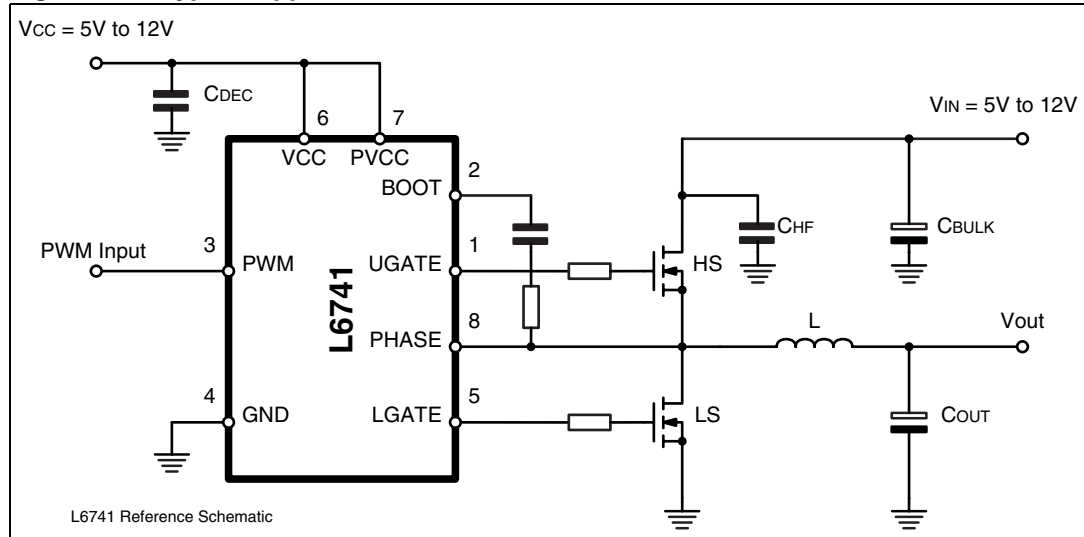 VCC = 5V to 12V
CDEC
6
7
VIN = 5V to 12V
VCC
PVCC
2
BOOT
CHF
CBULK
PWM Input
3
1
PWM
UGATE
HS
L6741
8
L
Vout
PHASE
4
5
GND
LGATE
LS
COUT
L6741 Reference Schematic